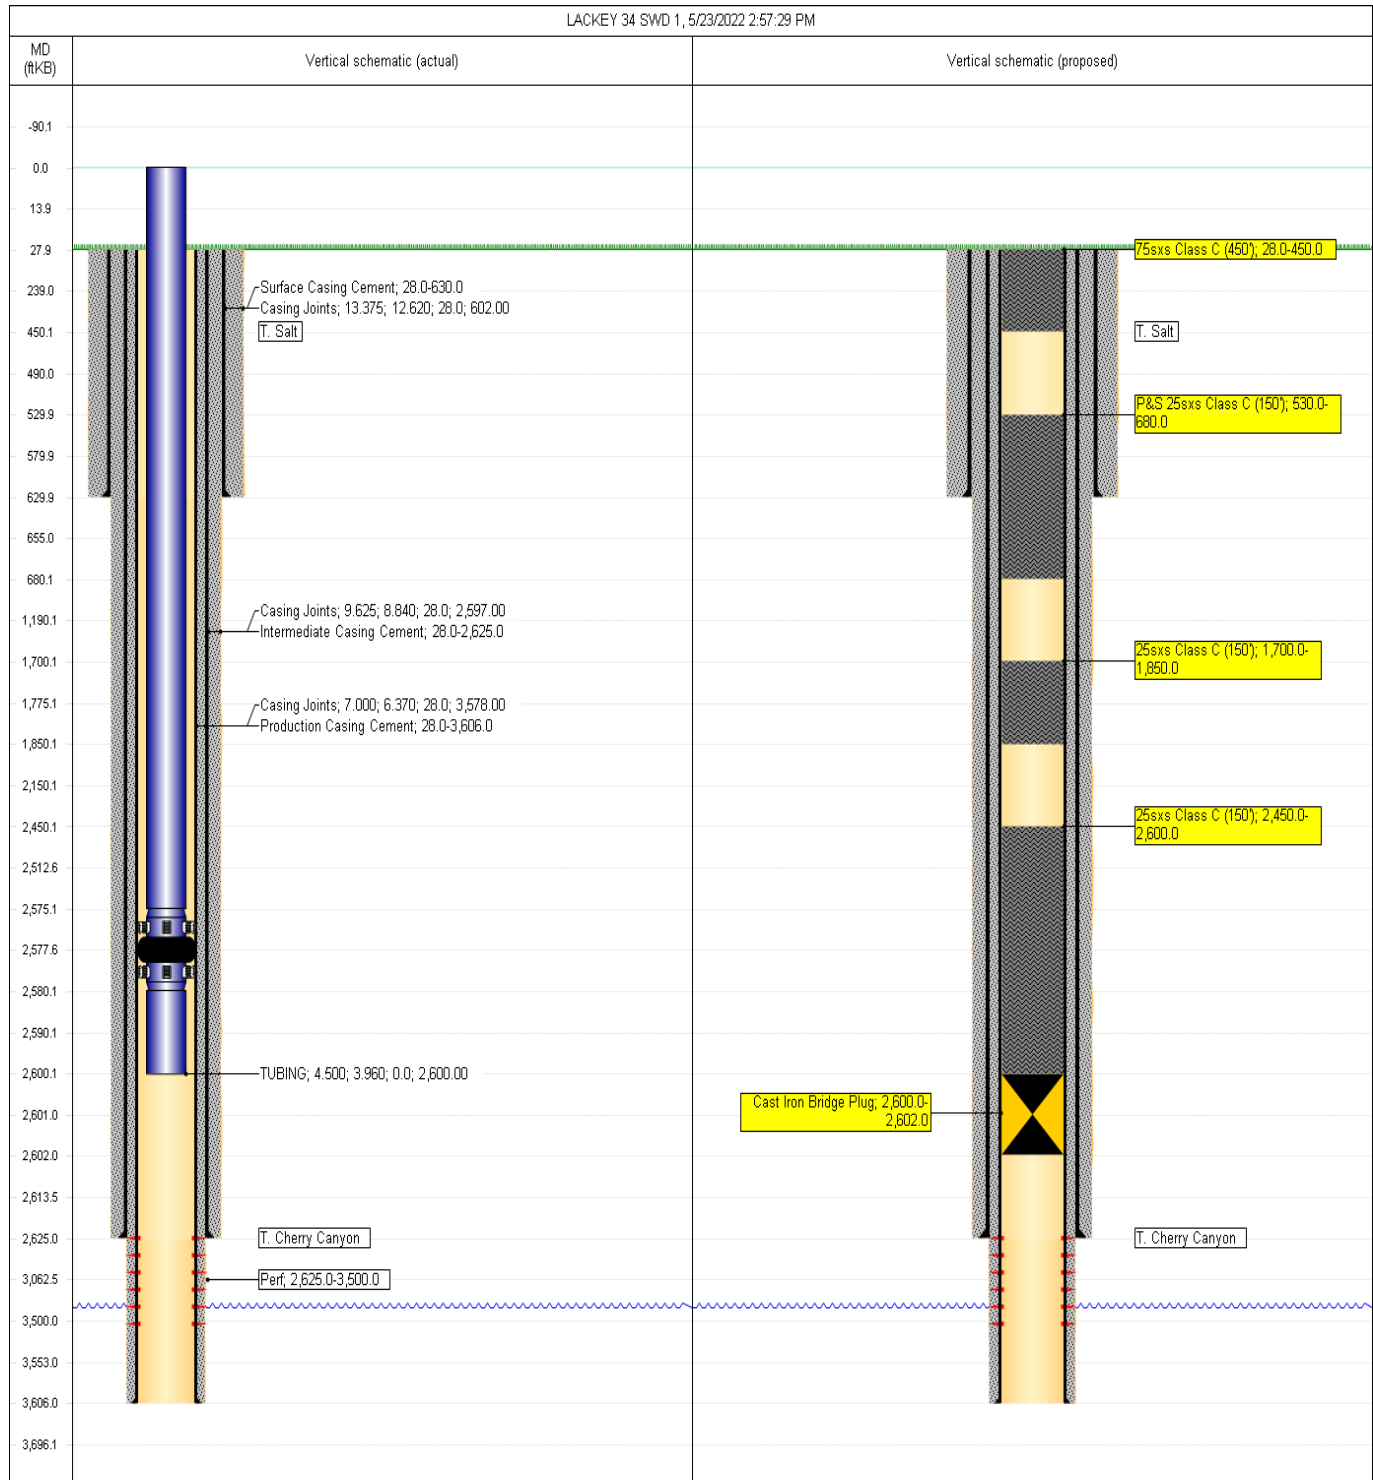 LACKEY 34 SWD 1, 5/23/2022 2:57:29 PM
MD
(ftKB)
Vertical schematic (actual)
Vertical schematic (proposed)
-90.1
0.0
13.9
27.9
75sxs Class C (450'); 28.0-450.0
239.0
Surface Casing Cement; 28.0-630.0
Casing Joints; 13.375; 12.620; 28.0; 602.00
450.1
T. Salt
T. Salt
490.0
529.9
P&S 25sxs Class C (150'); 530.0-
680.0
579.9
629.9
655.0
680.1
1,190.1
Casing Joints; 9.625; 8.840; 28.0; 2,597.00
Intermediate Casing Cement; 28.0-2,625.0
1,700.1
25sxs Class C (150'); 1,700.0-
1,850.0
1,775.1
Casing Joints; 7.000; 6.370; 28.0; 3,578.00
Production Casing Cement; 28.0-3,606.0
1,850.1
2,150.1
2,450.1
25sxs Class C (150'); 2,450.0-
2,600.0
2,512.6
2,575.1
2,577.6
2,580.1
2,590.1
2,600.1
TUBING; 4.500; 3.960; 0.0; 2,600.00
2,601.0
Cast Iron Bridge Plug; 2,600.0-
2,602.0
2,602.0
2,613.5
2,625.0
T. Cherry Canyon
T. Cherry Canyon
3,062.5
Perf; 2,625.0-3,500.0
3,500.0
3,553.0
3,606.0
3,696.1